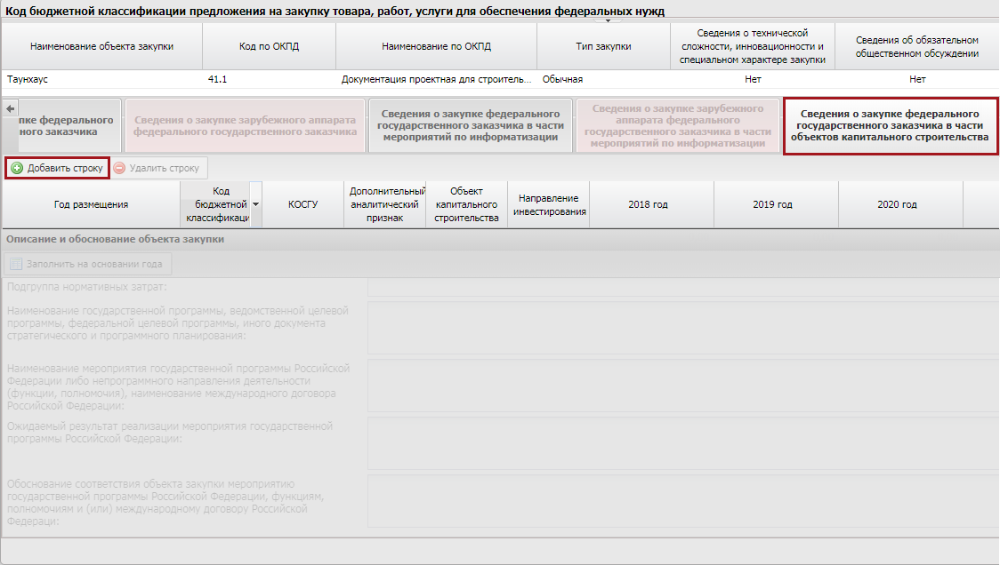 Код бюджетной классификации предложения на закупку товара, работ, услуги для обеспечения федеральных нужд
Наименование объекта закупки
Код по ОКПД
Наименование по ОКПД
Тип закупки
Сведения о технической
сложности, инновационности и
специальном характере закупки
Сведения об обязательном
общественном обсуждении
Таунхаус
41.1
Документация проектная для строитель...
Обычная
Нет
Нет
пке федерального
ного заказчика
Сведения о закупке зарубежного аппарата
федерального государственного заказчика
Сведения о закупке федерального
государственного заказчика в части
мероприятий по информатизации
Сведения о закупке зарубежного
аппарата федерального
государственного заказчика в части
мероприятий по информатизации
Сведения о закупке федерального
государственного заказчика в части
объектов капитального строительства
Добавить строку
Удалить строку
Год размещения
Код
бюджетной
классификаци
КОСГУ
Дополнительный
аналитический
признак
Объект
капитального
строительства
Направление
инвестирования
2018 год
2019 год
2020 год
Описание и обоснование объекта закупки
Заполнить на основании года
Подгруппа нормативных затрат:
Наименование государственной программы, ведомственной целевой
программы, федеральной целевой программы, иного документа
стратегического и программного планирования:
Наименование мероприятия государственной программы Российской
Федерации либо непрограммного направления деятельности
(функции, полномочия), наименование международного договора
Российской Федерации:
Ожидаемый результат реализации мероприятия государственной
программы Российской Федерации:
Обоснование соответствия объекта закупки мероприятию
государственной программы Российской Федерации, функциям,
полномочиям и (или) международному договору Российской
Федераци: